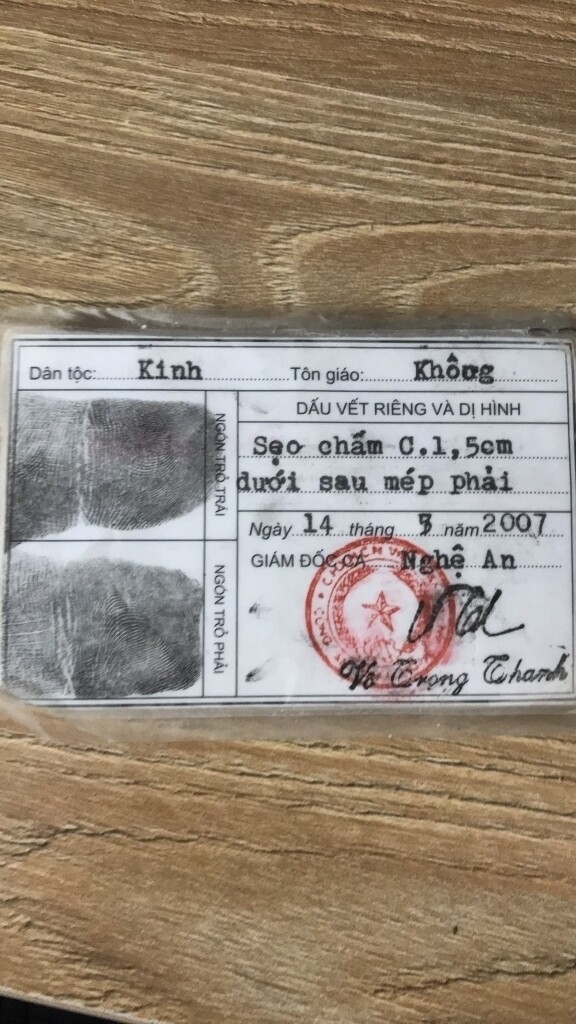 Dân tộc: Kinh Tôn giáo: Không
DẤU VẾT RIÊNG VÀ DỊ HÌNH
NGÓN TRỎ TRÁI
Sẹo chấm C.1,5cm
dưới sau mép phải
Ngày 14 tháng năm 2007
NGÓN TRỎ PHẢI
GIÁM ĐỐC CA Nghệ An
Võ Trọng Thanh